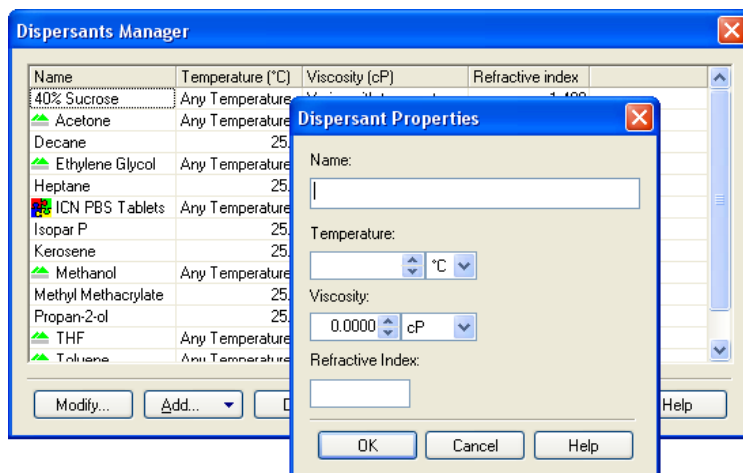 Dispersants Manager
Name Temperature (°C) Viscosity (cP) Refractive index
40% Sucrose Any Temperature
Acetone Any Temperature
Decane 25.
Ethylene Glycol Any Temperature
Heptane 25.
ICN PBS Tablets Any Temperature
Isopar P 25.
Kerosene 25.
Methanol Any Temperature
Methyl Methacrylate 25.
Propan-2-ol 25.
THF Any Temperature
Toluene Any Temperature
Modify... Add... Help
Dispersant Properties
Name:
Temperature:
°C
Viscosity:
0.0000 cP
Refractive Index:
OK Cancel Help